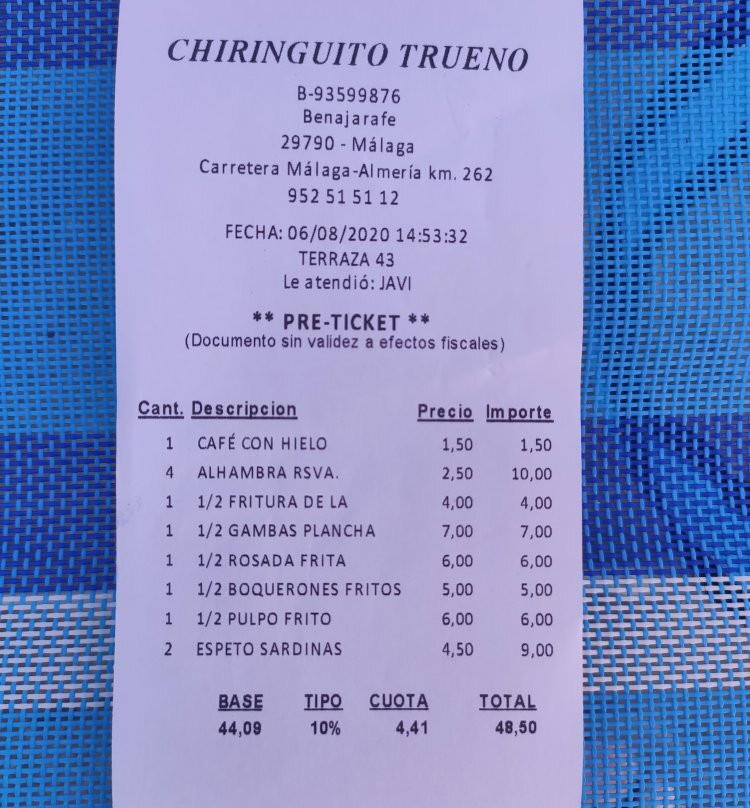 CHIRINGUITO TRUENO
B-93599876
Benajarafe
29790 - Málaga
Carretera Málaga-Almería km. 262
952 51 51 12
FECHA: 06/08/2020 14:53:32
TERRAZA 43
Le atendió: JAVI
** PRE-TICKET **
(Documento sin validez a efectos fiscales)
Cant. Descripcion Precio Importe
1 CAFÉ CON HIELO 1,50 1,50
4 ALHAMBRA RSVA. 2,50 10,00
1 1/2 FRITURA DE LA 4,00 4,00
1 1/2 GAMBAS PLANCHA 7,00 7,00
1 1/2 ROSADA FRITA 6,00 6,00
1 1/2 BOQUERONES FRITOS 5,00 5,00
1 1/2 PULPO FRITO 6,00 6,00
2 ESPETO SARDINAS 4,50 9,00
BASE TIPO CUOTA TOTAL
44,09 10% 4,41 48,50